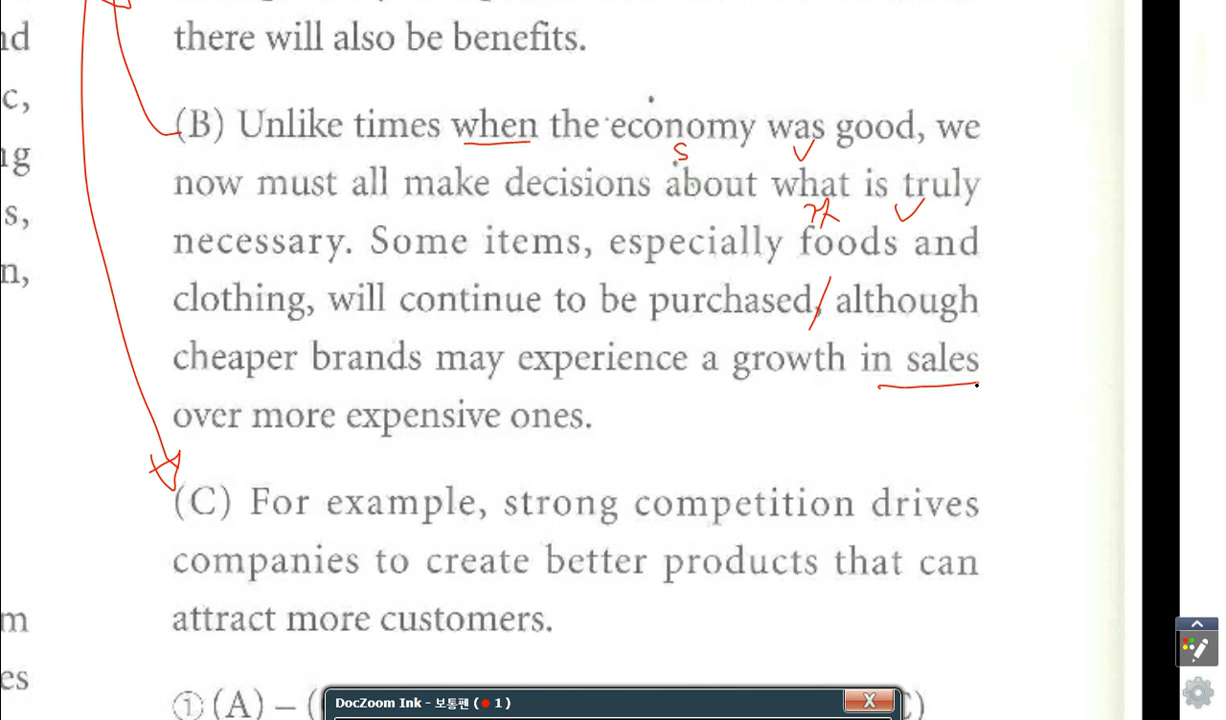 there will also be benefits.
(B) Unlike times when the economy was good, we
now must all make decisions about what is truly
necessary. Some items, especially foods and
clothing, will continue to be purchased, although
cheaper brands may experience a growth in sales
over more expensive ones.
(C) For example, strong competition drives
companies to create better products that can
attract more customers.
① (A) –
DocZoom Ink - 보통펜 ( 1 )
X